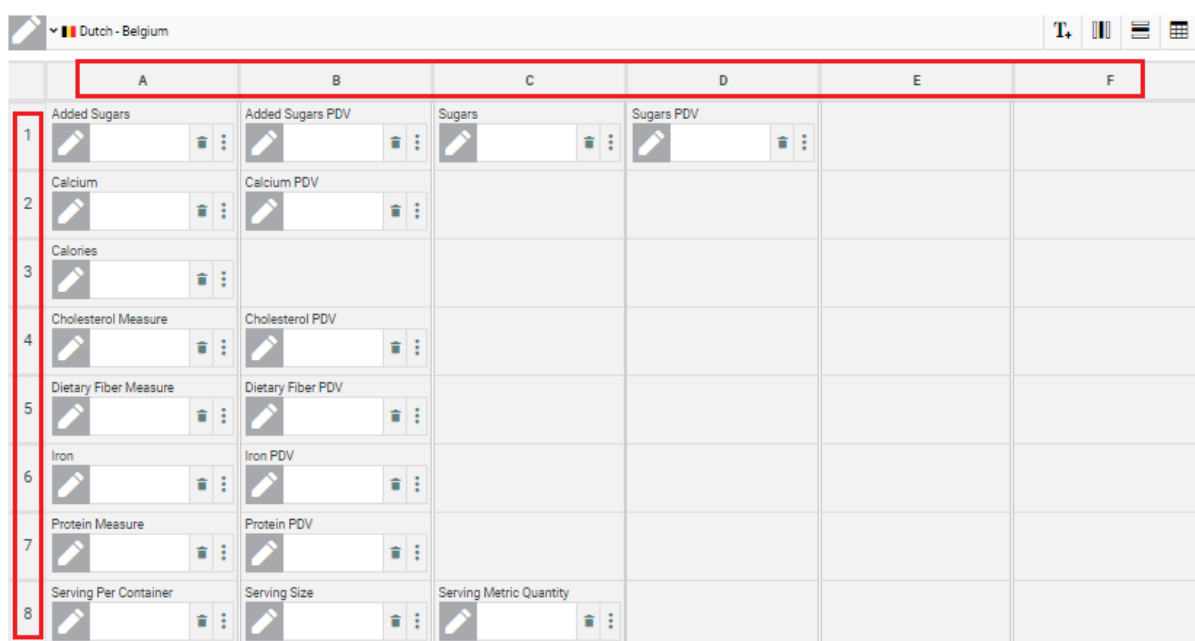 Dutch - Belgium T+
A B C D E F
Added Sugars Added Sugars PDV Sugars Sugars PDV
1
Calcium Calcium PDV
2
Calories
3
Cholesterol Measure Cholesterol PDV
4
Dietary Fiber Measure Dietary Fiber PDV
5
Iron Iron PDV
6
Protein Measure Protein PDV
7
Serving Per Container Serving Size Serving Metric Quantity
8